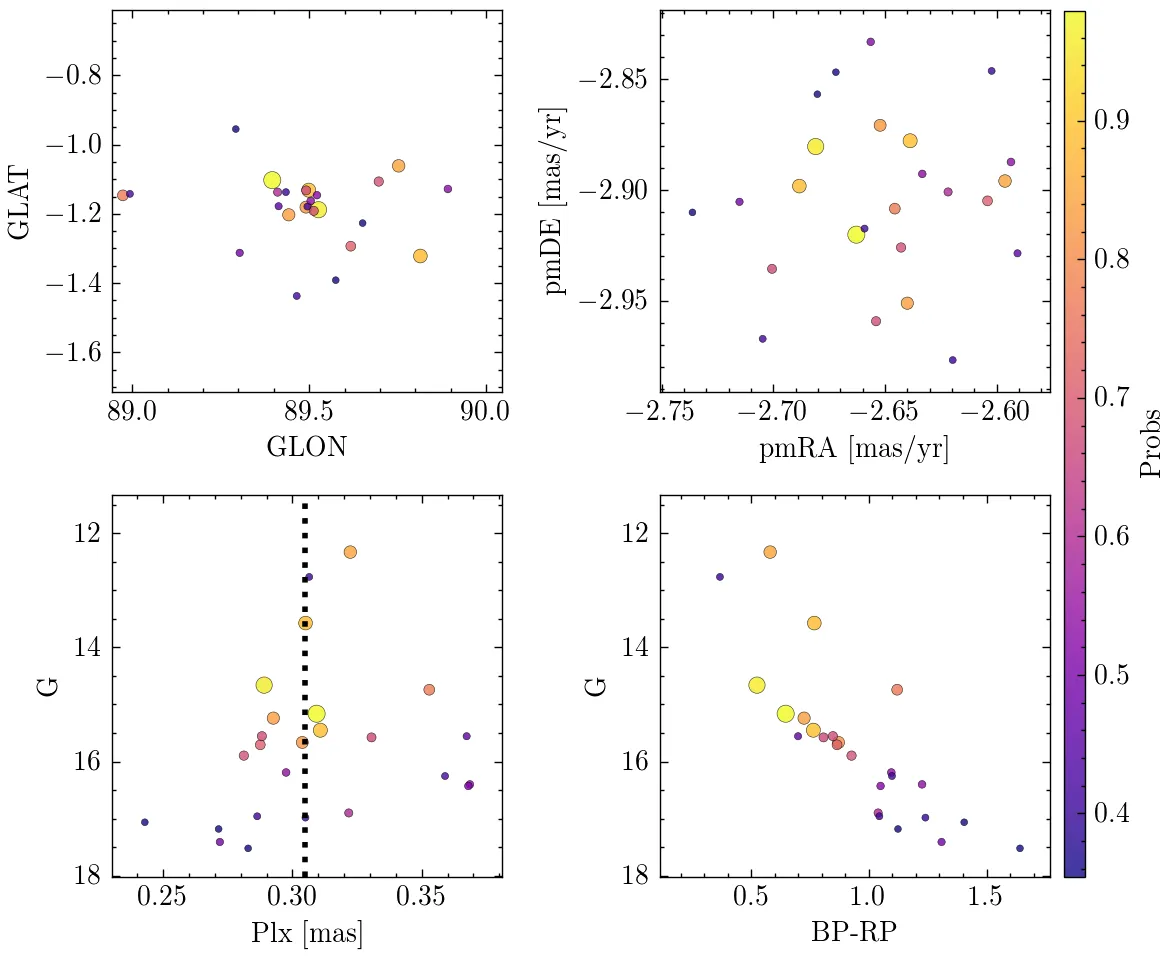 −0.8
−1.0
−1.2
−1.4
−1.6
GLAT
89.0 89.5 90.0
GLON
−2.85
−2.90
−2.95
pmDE [mas/yr]
−2.75 −2.70 −2.65 −2.60
pmRA [mas/yr]
12
14
16
18
G
0.25 0.30 0.35
Plx [mas]
12
14
16
18
G
0.5 1.0 1.5
BP-RP
0.9
0.8
0.7
0.6
0.5
0.4
Probs